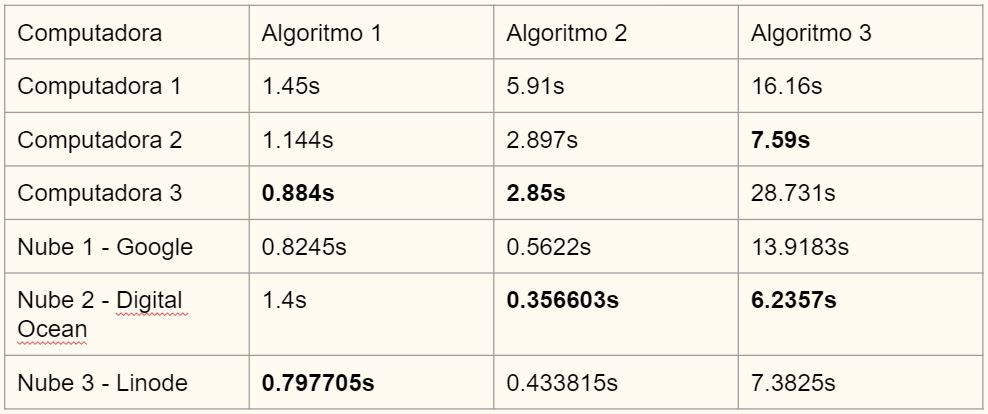 Computadora Algoritmo 1 Algoritmo 2 Algoritmo 3
Computadora 1 1.45s 5.91s 16.16s
Computadora 2 1.144s 2.897s 7.59s
Computadora 3 0.884s 2.85s 28.731s
Nube 1 - Google 0.8245s 0.5622s 13.9183s
Nube 2 - Digital 1.4s 0.356603s 6.2357s
Ocean
Nube 3 - Linode 0.797705s 0.433815s 7.3825s